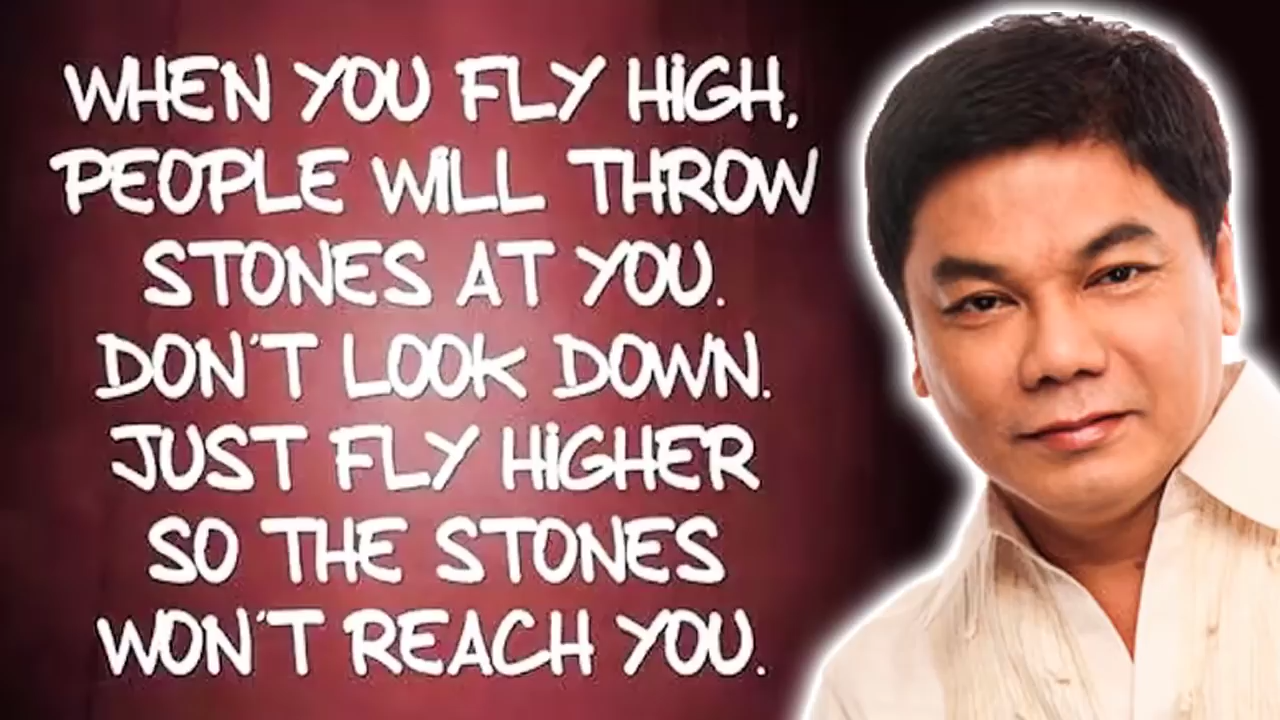 WHEN YOU FLY HIGH,
PEOPLE WILL THROW
STONES AT YOU.
DON'T LOOK DOWN.
JUST FLY HIGHER
SO THE STONES
WON'T REACH YOU.